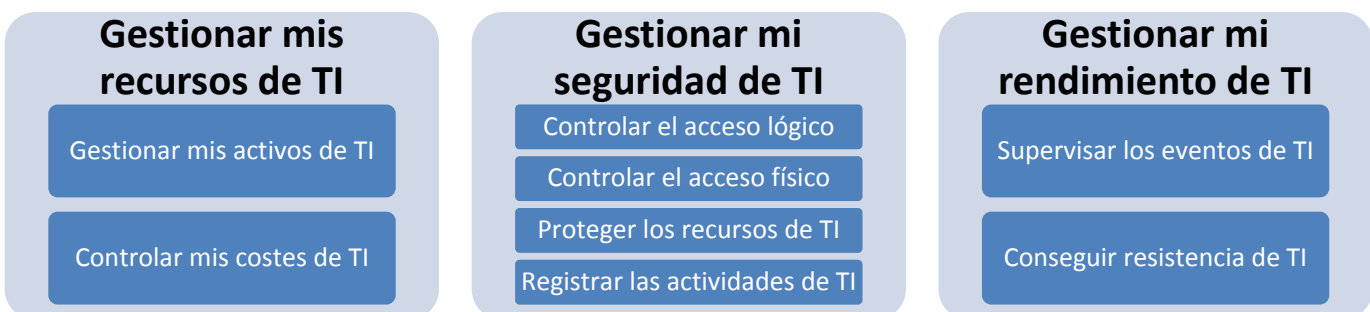 Gestionar mis
recursos de TI
Gestionar mis activos de TI
Controlar mis costes de TI
Gestionar mi
seguridad de TI
Controlar el acceso lógico
Controlar el acceso físico
Proteger los recursos de TI
Registrar las actividades de TI
Gestionar mi
rendimiento de TI
Supervisar los eventos de TI
Conseguir resistencia de TI